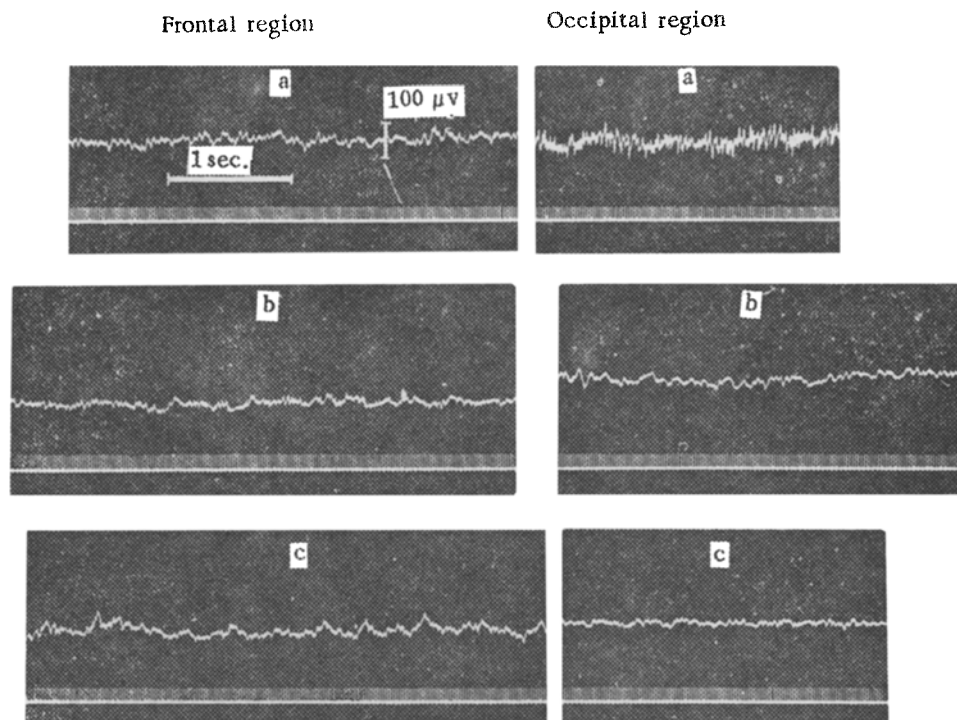 Frontal region
Occipital region
a
a
100 μv
1 sec.
b
b
c
c